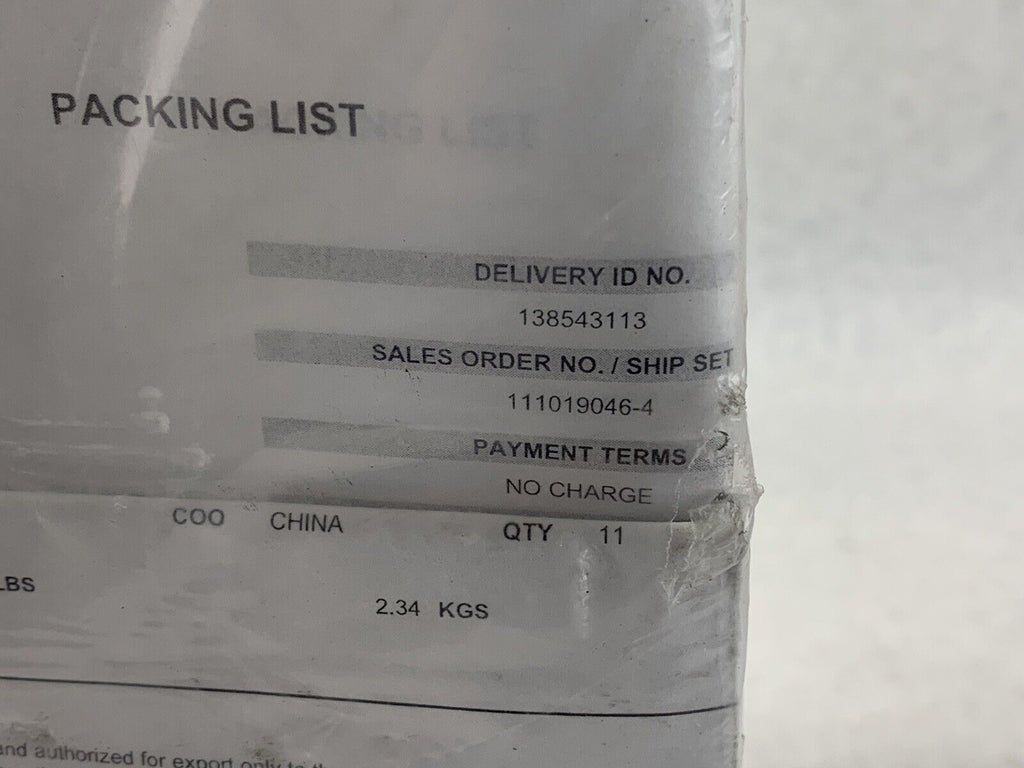 PACKING LIST
DELIVERY ID NO.
138543113
SALES ORDER NO. / SHIP SET
111019046-4
PAYMENT TERMS
NO CHARGE
COO CHINA QTY 11
LBS 2.34 KGS
and authorized for export only to